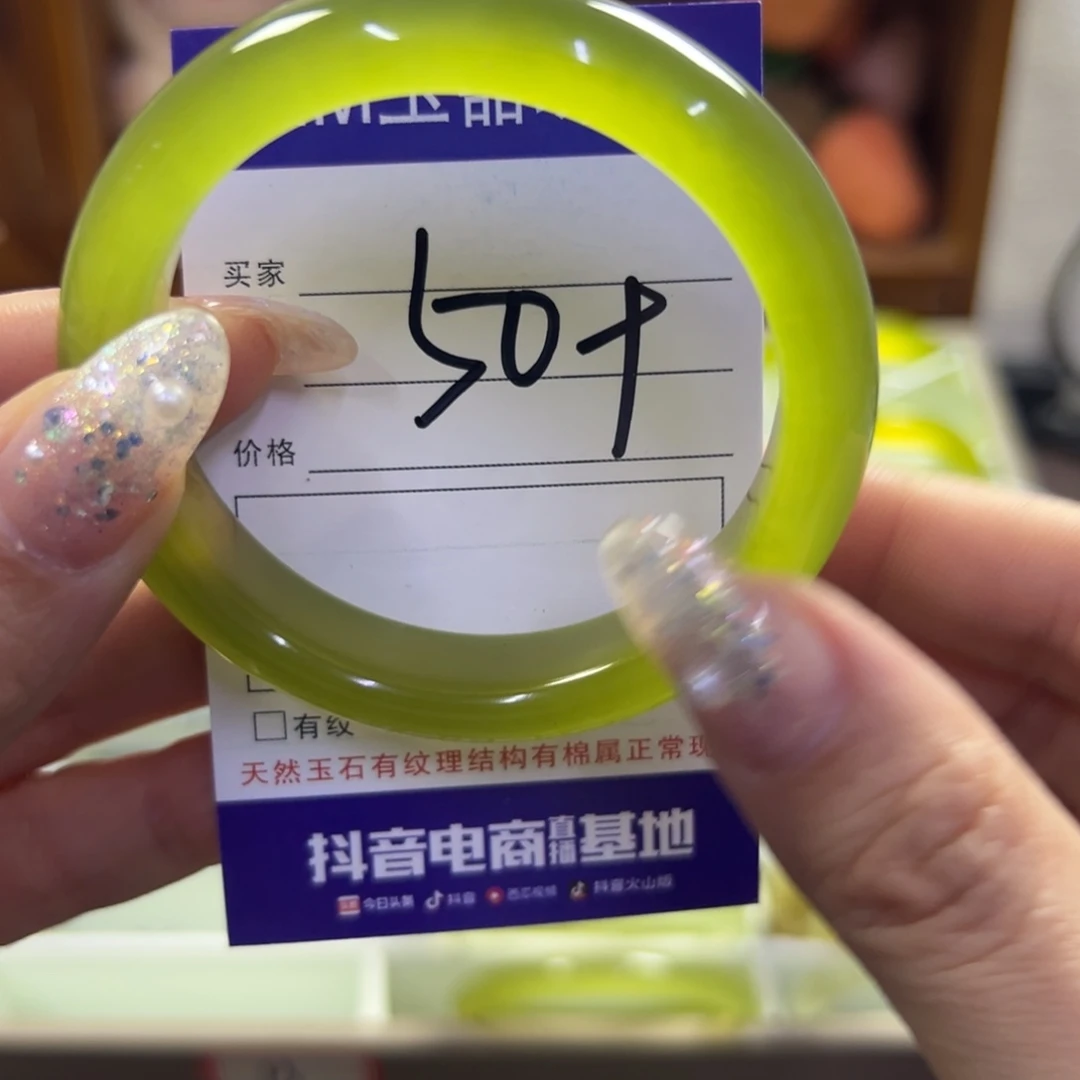 玉器
买家
50+
价格
有纹
天然玉石有纹理结构有棉属正常现
抖音电商直播基地
今日头条 抖音 西瓜视频 抖音火山版